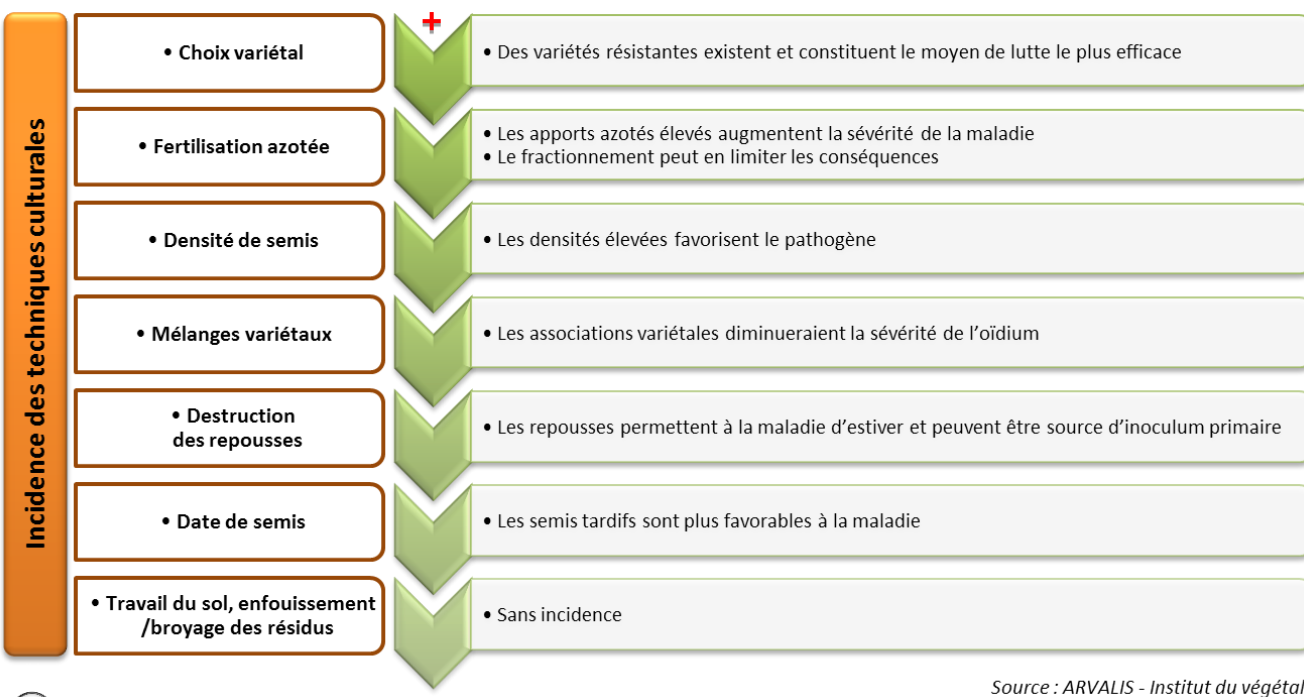 Incidence des techniques culturales
+
• Choix variétal
• Des variétés résistantes existent et constituent le moyen de lutte le plus efficace
• Fertilisation azotée
• Les apports azotés élevés augmentent la sévérité de la maladie
• Le fractionnement peut en limiter les conséquences
• Densité de semis
• Les densités élevées favorisent le pathogène
• Mélanges variétaux
• Les associations variétales diminueraient la sévérité de l’oïdium
• Destruction
des repousses
• Les repousses permettent à la maladie d’estiver et peuvent être source d’inoculum primaire
• Date de semis
• Les semis tardifs sont plus favorables à la maladie
• Travail du sol, enfouissement
/broyage des résidus
• Sans incidence
Source : ARVALIS - Institut du végétal